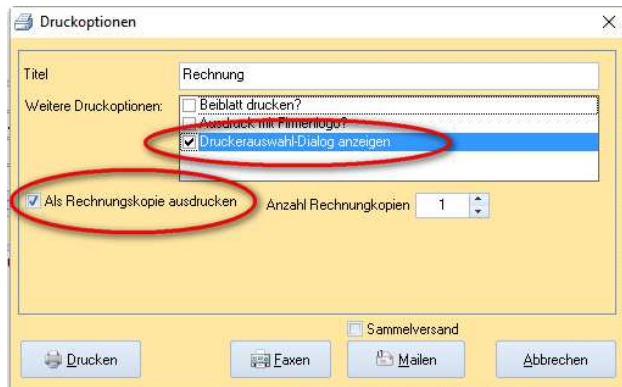 Druckoptionen
Titel
Rechnung
Weitere Druckoptionen:
Beiblatt drucken?
Ausdruck mit Firmenlogo?
Druckerauswahl-Dialog anzeigen
Als Rechnungskopie ausdrucken
Anzahl Rechnungkopien 1
Sammelversand
Drucken Faxen Mailen Abbrechen